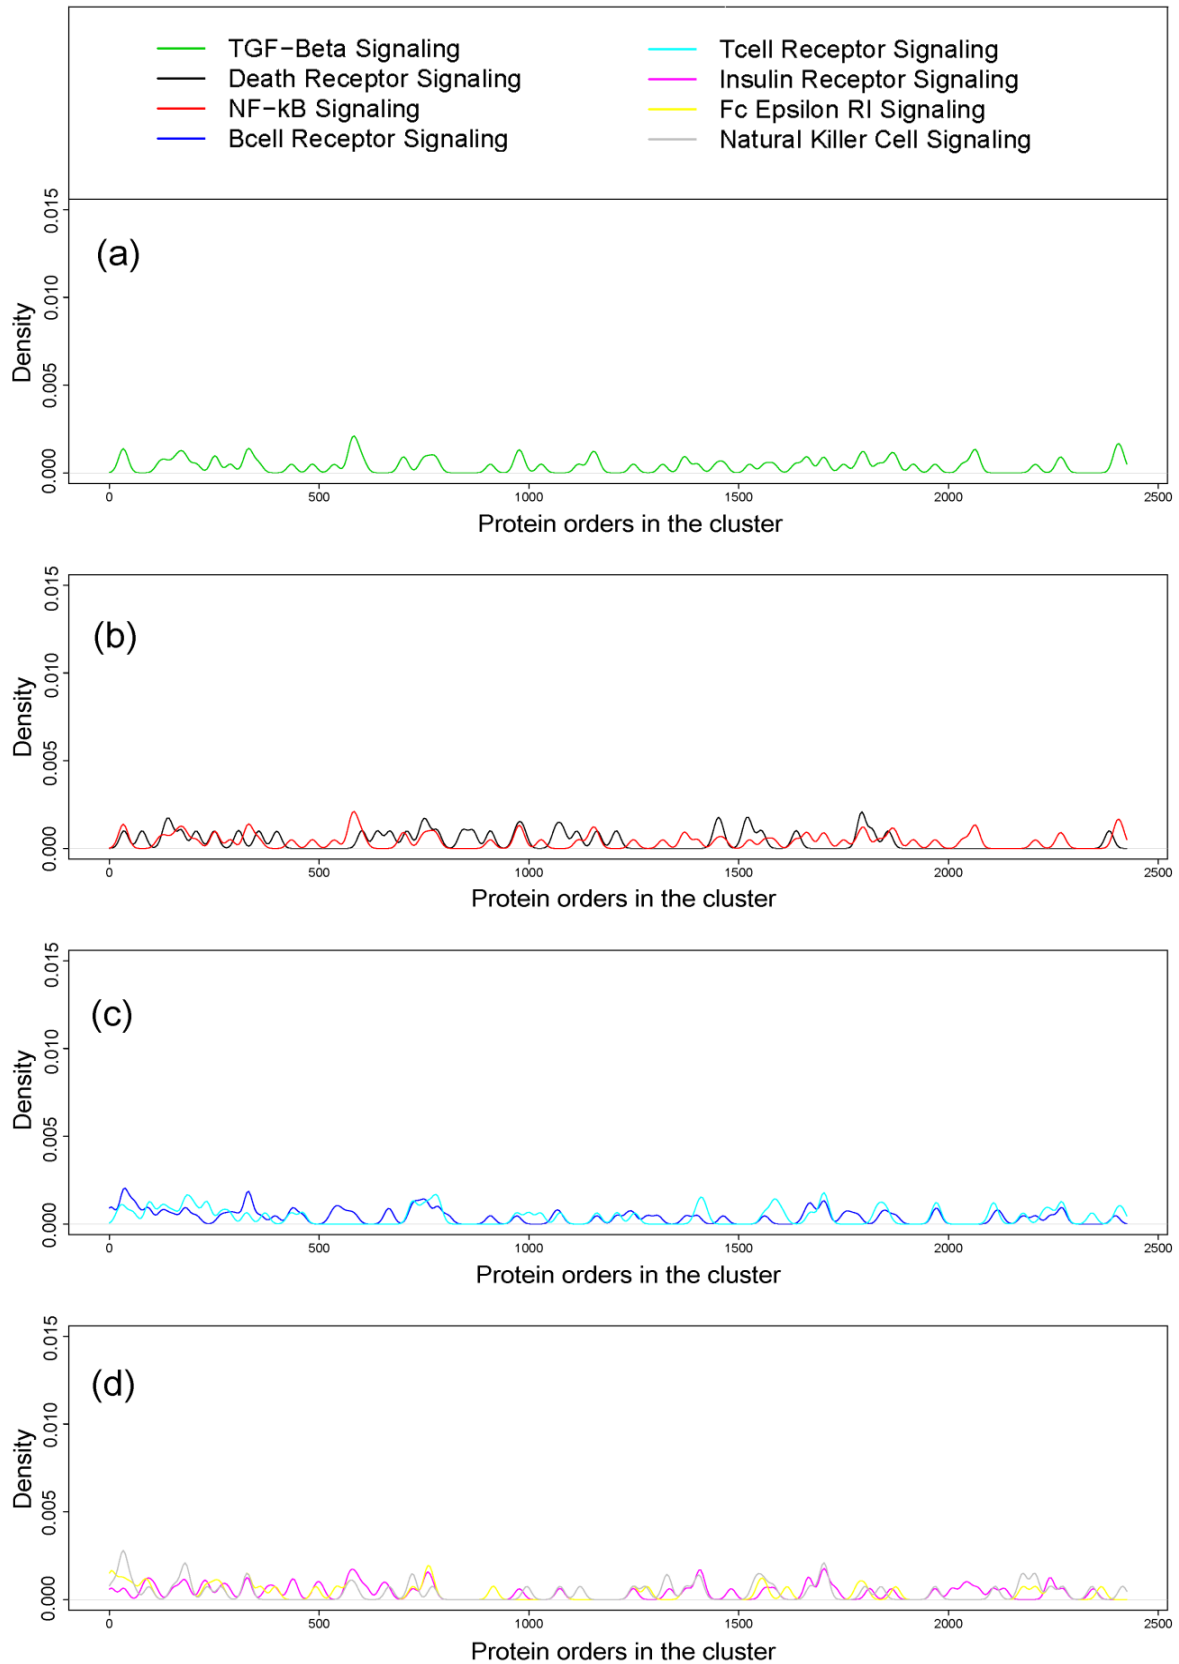 TGF−Beta Signaling
Death Receptor Signaling
NF−kB Signaling
Bcell Receptor Signaling
Tcell Receptor Signaling
Insulin Receptor Signaling
Fc Epsilon RI Signaling
Natural Killer Cell Signaling
(a)
Density
0.000
0.005
0.010
0.015
0
500
1000
1500
2000
2500
Protein orders in the cluster
(b)
Density
0.000
0.005
0.010
0.015
0
500
1000
1500
2000
2500
Protein orders in the cluster
(c)
Density
0.000
0.005
0.010
0.015
0
500
1000
1500
2000
2500
Protein orders in the cluster
(d)
Density
0.000
0.005
0.010
0.015
0
500
1000
1500
2000
2500
Protein orders in the cluster